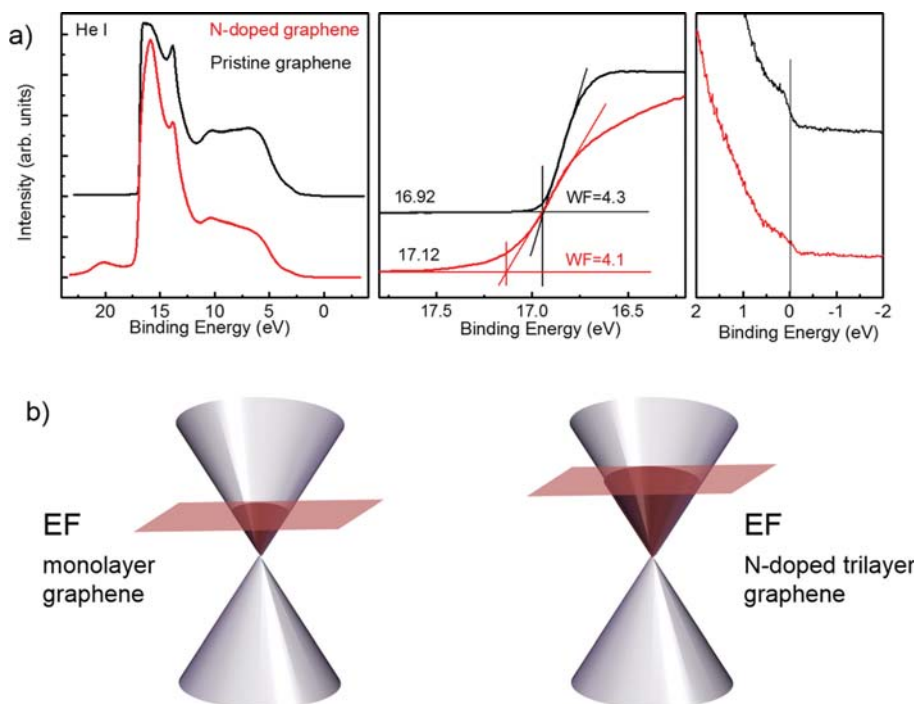 a)
He I
N-doped graphene
Pristine graphene
Intensity (arb. units)
20 15 10 5 0
Binding Energy (eV)
16.92
WF=4.3
17.12
WF=4.1
17.5 17.0 16.5
Binding Energy (eV)
2 1 0 -1 -2
Binding Energy (eV)
b)
EF
monolayer
graphene
EF
N-doped trilayer
graphene